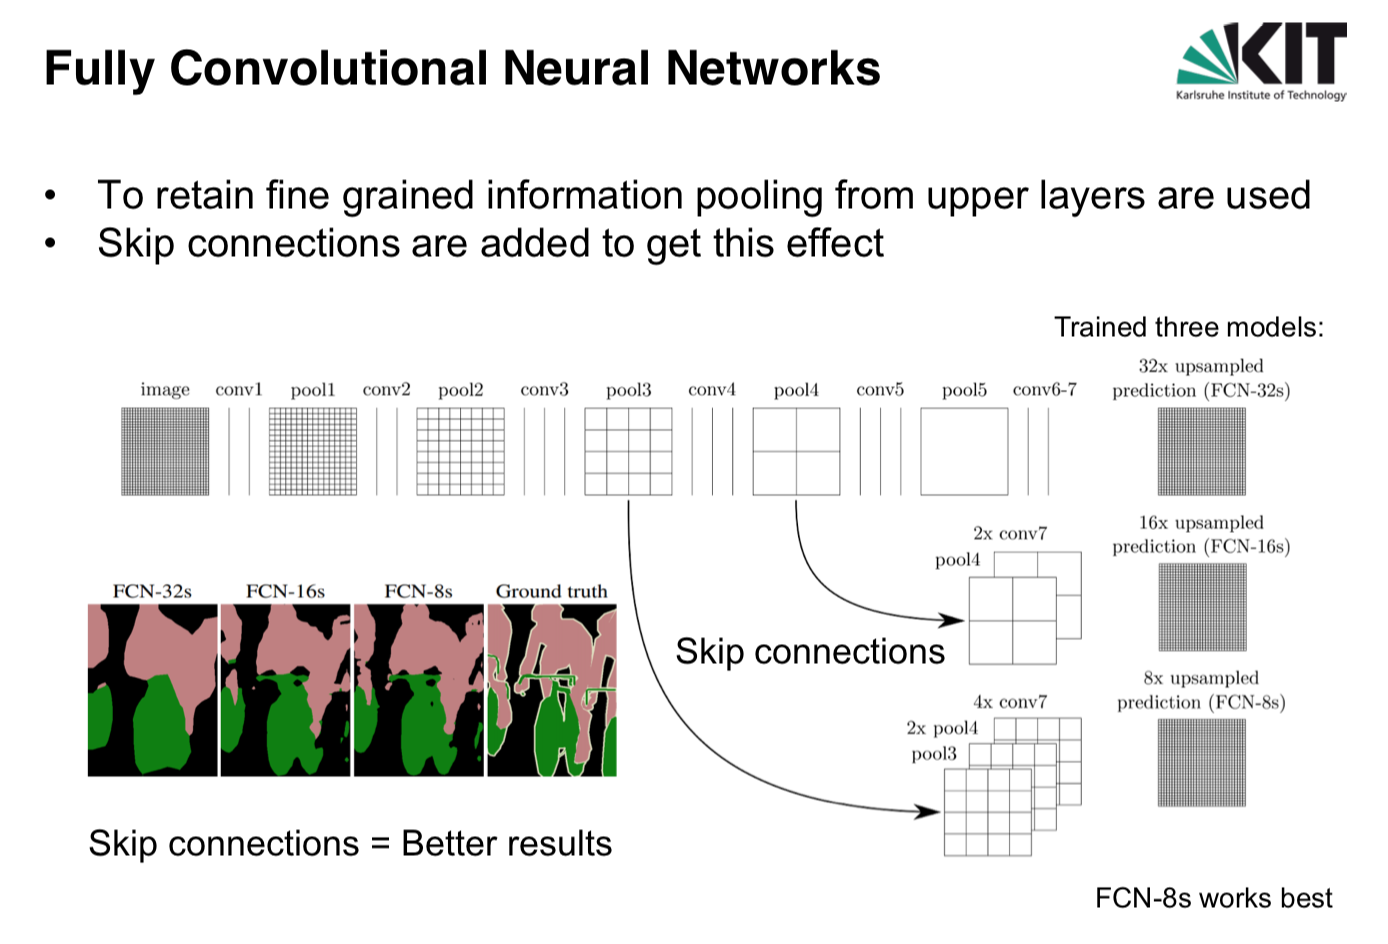 Fully Convolutional Neural Networks
KIT
Karlsruhe Institute of Technology
• To retain fine grained information pooling from upper layers are used
• Skip connections are added to get this effect
Trained three models:
image conv1 pool1 conv2 pool2 conv3 pool3 conv4 pool4 conv5 pool5 conv6-7
32x upsampled
prediction (FCN-32s)
2x conv7
pool4
16x upsampled
prediction (FCN-16s)
FCN-32s FCN-16s FCN-8s Ground truth
Skip connections
4x conv7
2x pool4
pool3
8x upsampled
prediction (FCN-8s)
Skip connections = Better results
FCN-8s works best